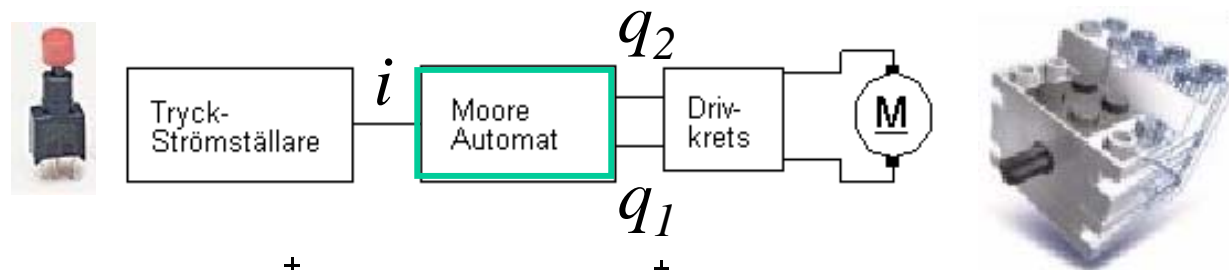 q2
i
Tryck-
Strömställare
Moore
Automat
Driv-
krets
M
q1
+ +